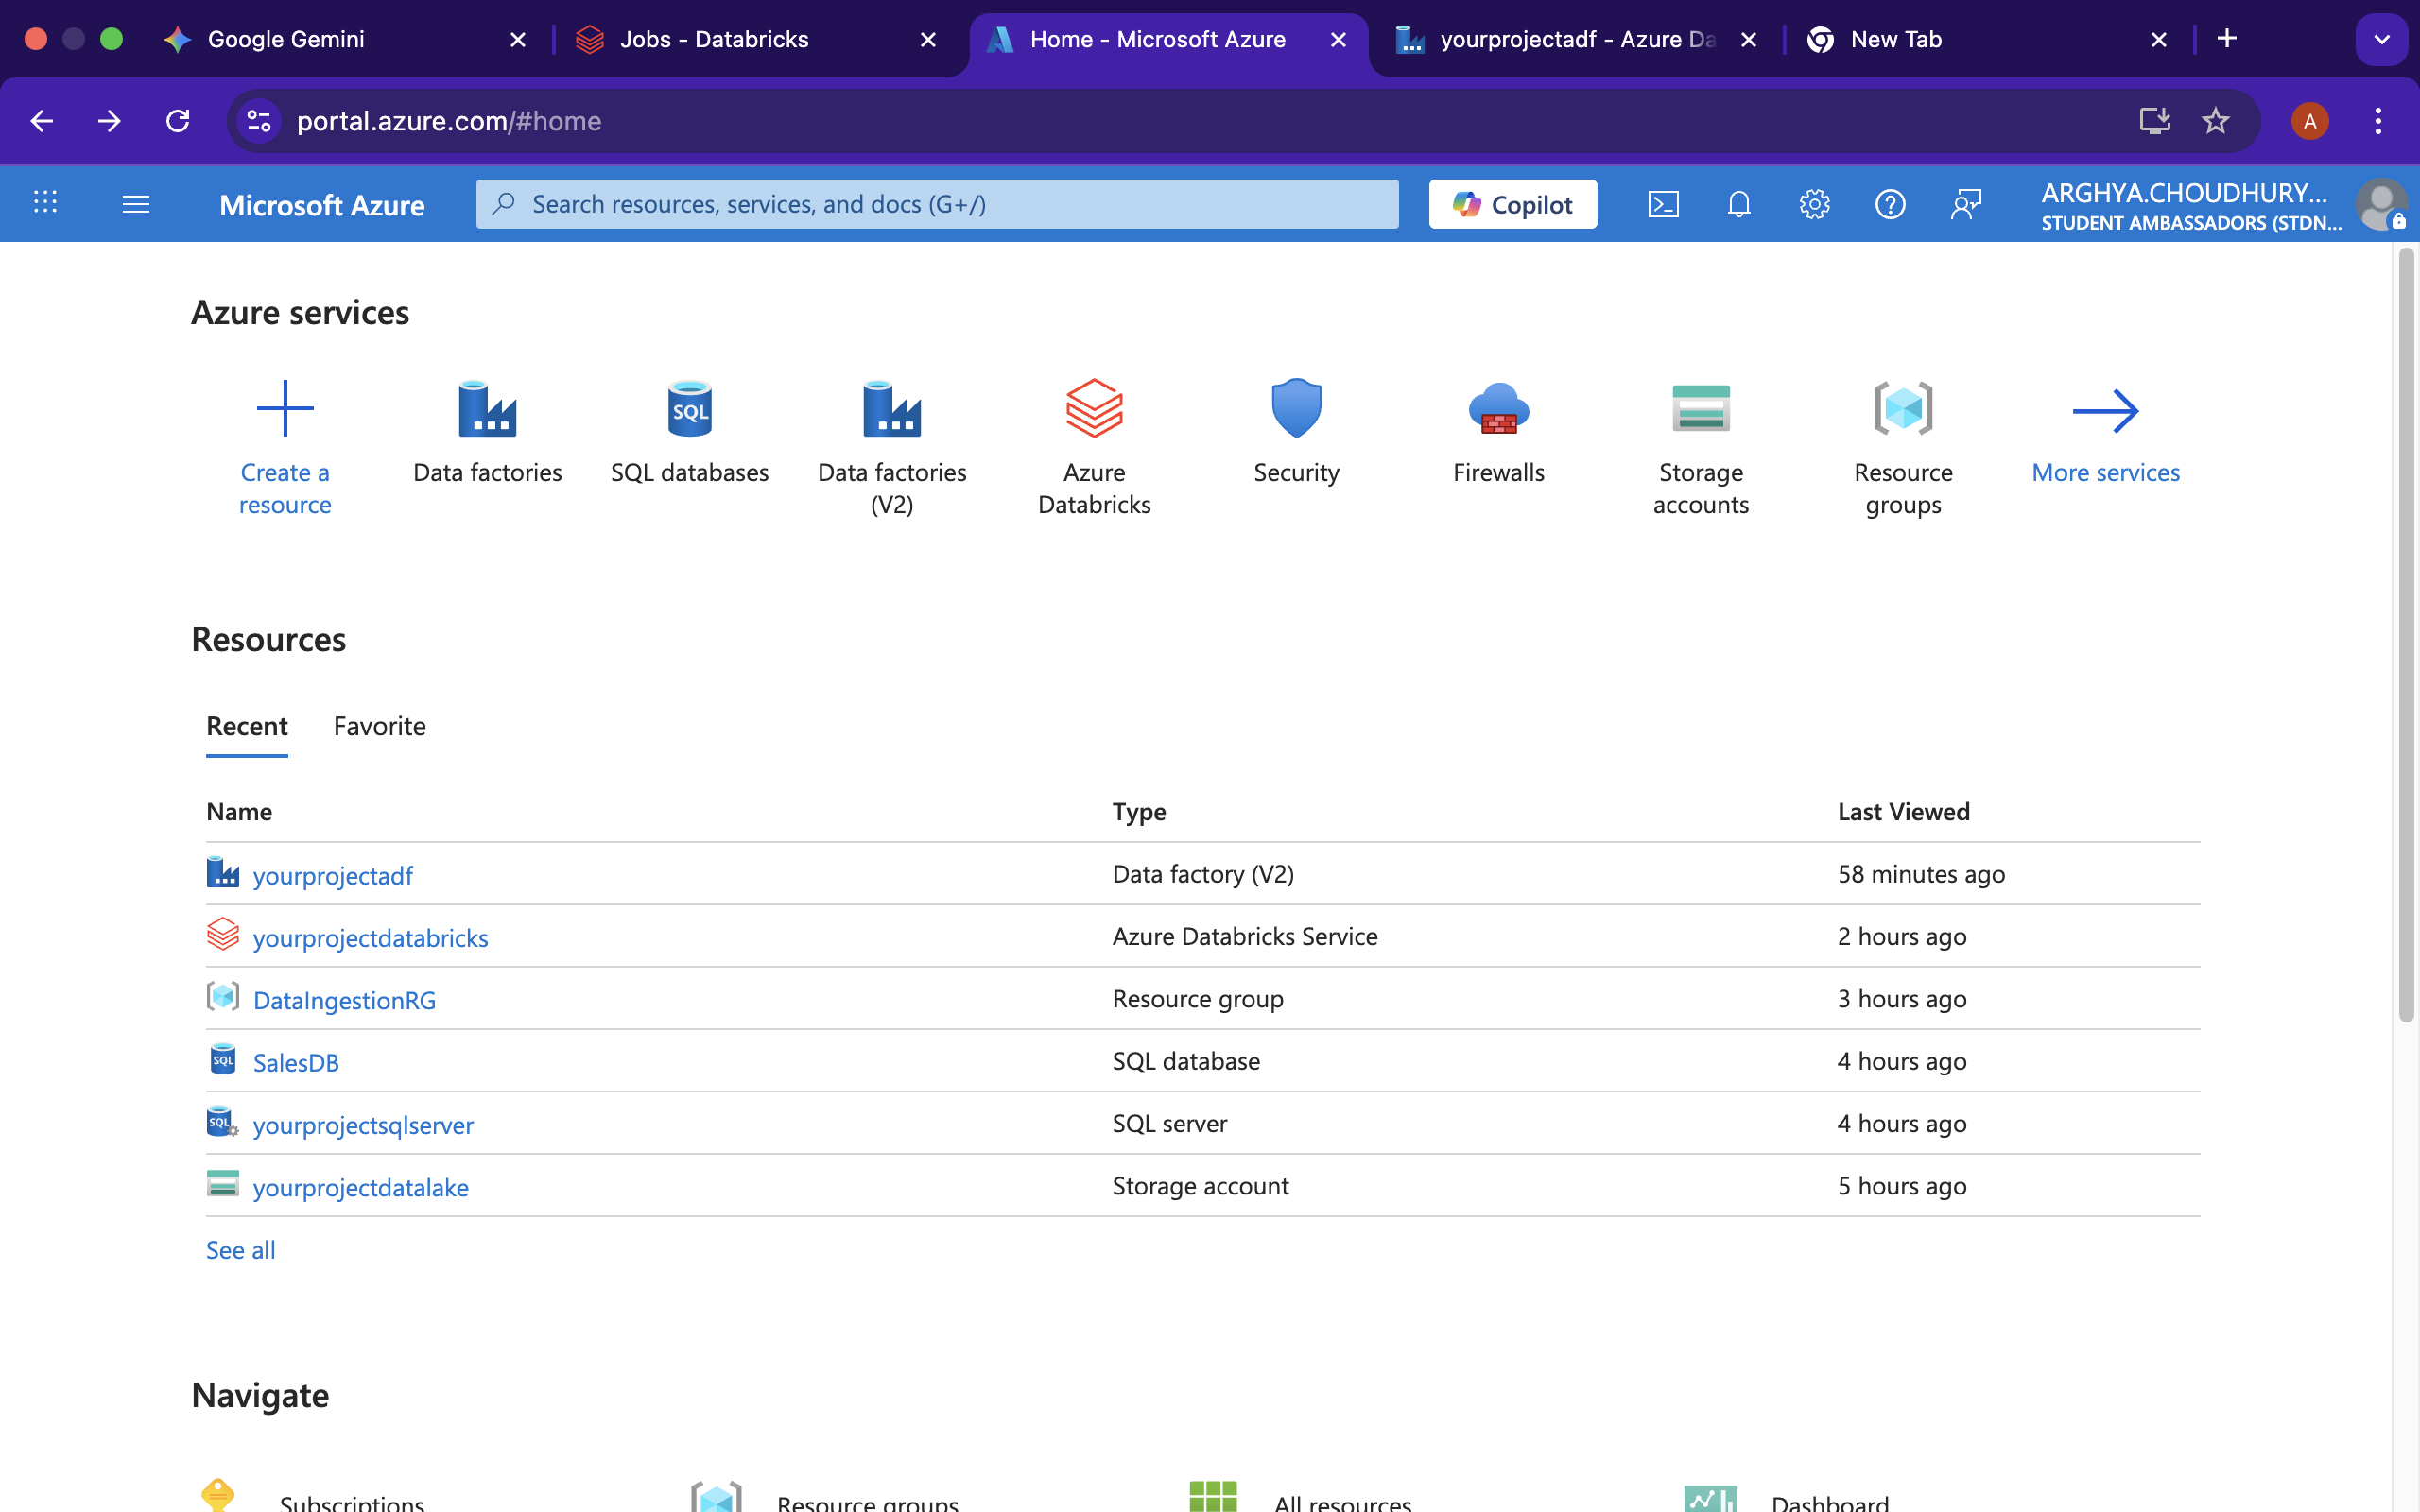 Google Gemini
Jobs - Databricks
Home - Microsoft Azure
yourprojectadf - Azure Da
New Tab
portal.azure.com/#home
A
Microsoft Azure
Search resources, services, and docs (G+/)
Copilot
ARGHYA.CHOUDHURY...
STUDENT AMBASSADORS (STDN...
Azure services
Create a
resource
Data factories
SQL
SQL databases
Data factories
(V2)
Azure
Databricks
Security
Firewalls
Storage
accounts
Resource
groups
More services
Resources
Recent
Favorite
Name
Type
Last Viewed
yourprojectadf
Data factory (V2)
58 minutes ago
yourprojectdatabricks
Azure Databricks Service
2 hours ago
DataIngestionRG
Resource group
3 hours ago
SQL
SalesDB
SQL database
4 hours ago
SQL
yourprojectsqlserver
SQL server
4 hours ago
yourprojectdatalake
Storage account
5 hours ago
See all
Navigate
Subscriptions
Resource groups
All resources
Dashboard